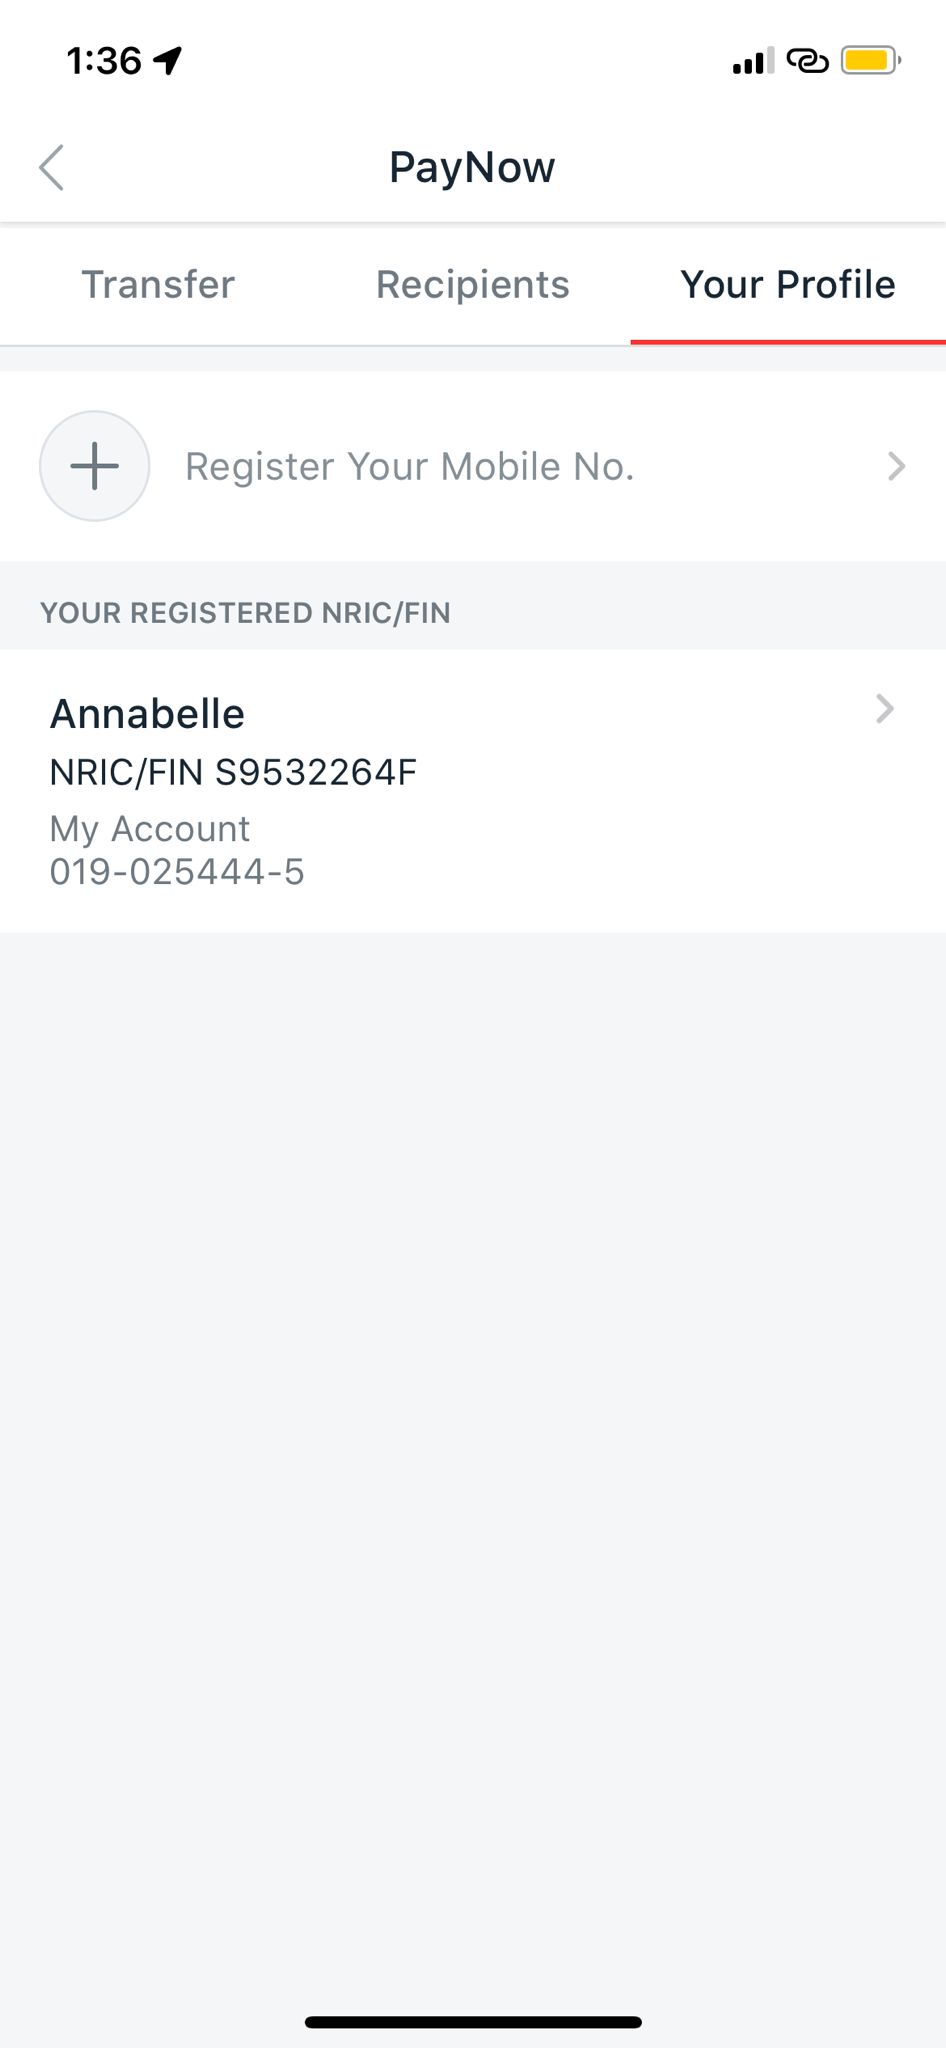 1:36
PayNow
Transfer
Recipients
Your Profile
Register Your Mobile No.
YOUR REGISTERED NRIC/FIN
Annabelle
NRIC/FIN S9532264F
My Account
019-025444-5